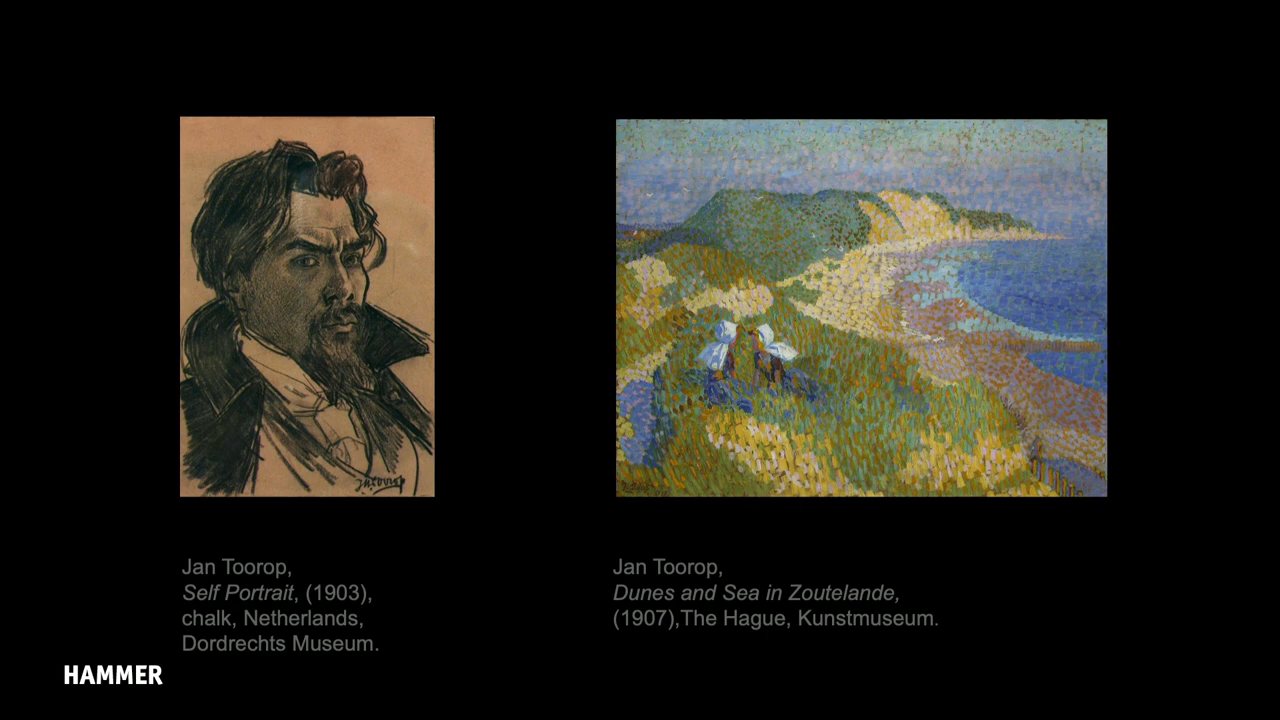 JThToorop
Jan Toorop,
Self Portrait, (1903),
chalk, Netherlands,
Dordrechts Museum.
Jan Toorop,
Dunes and Sea in Zoutelande,
(1907),The Hague, Kunstmuseum.
HAMMER